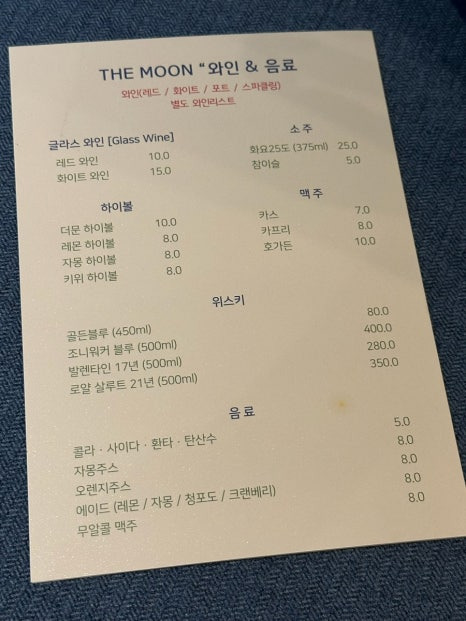 THE MOON “와인 & 음료
와인(레드 / 화이트 / 포트 / 스파클링)
별도 와인리스트
글라스 와인 [Glass Wine]
레드 와인 10.0
화이트 와인 15.0
소 주
화요25도 (375ml) 25.0
참이슬 5.0
하이볼
더문 하이볼 10.0
레몬 하이볼 8.0
자몽 하이볼 8.0
키위 하이볼 8.0
맥 주
카스 7.0
카프리 8.0
호가든 10.0
위스키
골든블루 (450ml) 80.0
조니워커 블루 (500ml) 400.0
발렌타인 17년 (500ml) 280.0
로얄 살루트 21년 (500ml) 350.0
음 료
콜라 · 사이다 · 환타 · 탄산수 5.0
자몽주스 8.0
오렌지주스 8.0
에이드 (레몬 / 자몽 / 청포도 / 크랜베리) 8.0
무알콜 맥주 8.0